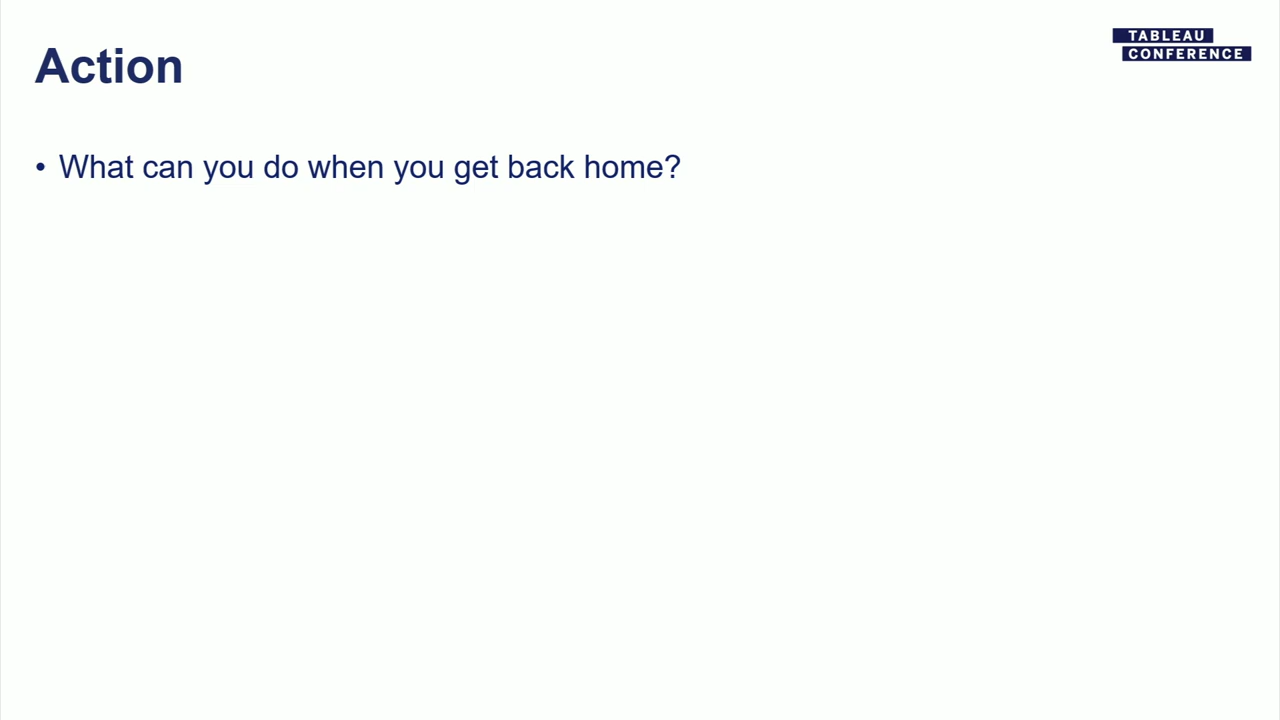 Action
TABLEAU
CONFERENCE
• What can you do when you get back home?